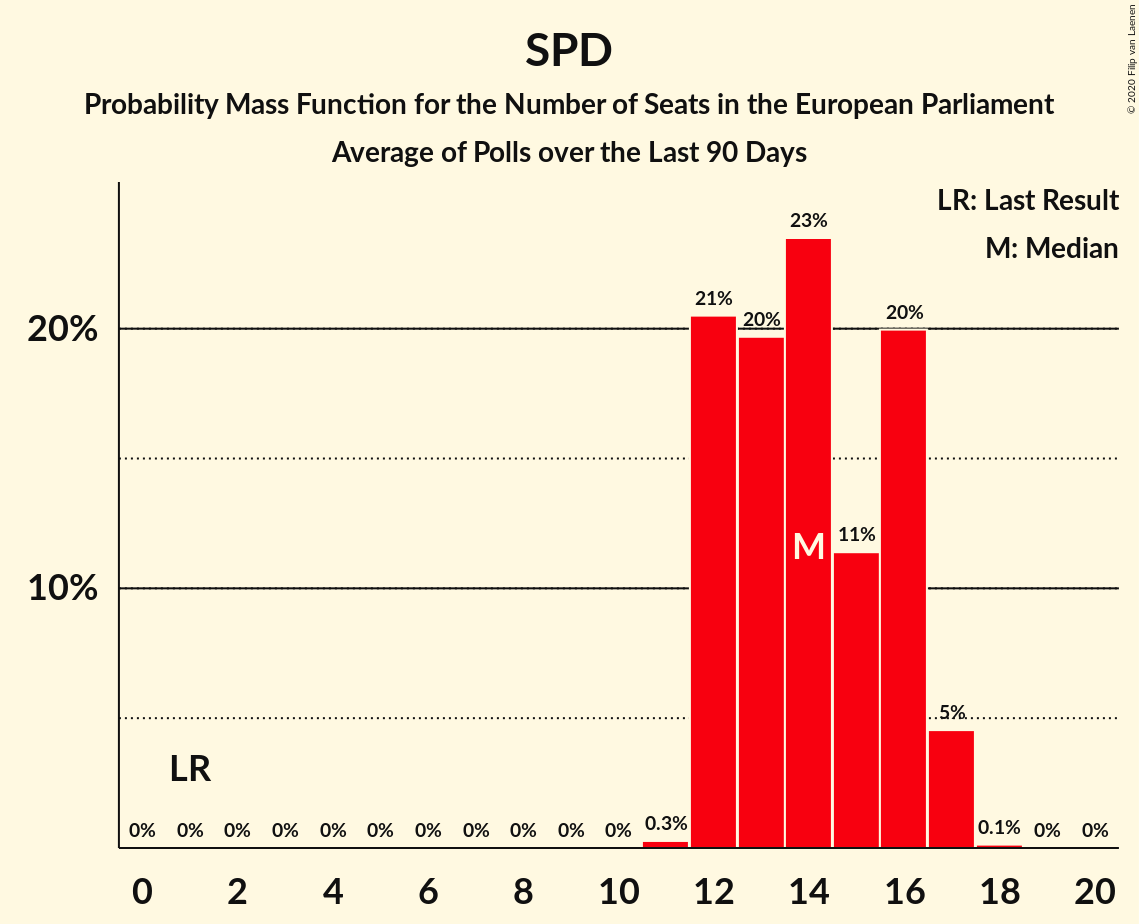 SPD
Probability Mass Function for the Number of Seats in the European Parliament
Average of Polls over the Last 90 Days
© 2020 Filip van Laenen
LR: Last Result
M: Median
23%
21%
20%
20%
20%
11%
M
10%
5%
LR
0% 0% 0% 0% 0% 0% 0% 0% 0% 0% 0% 0.3% 0.1% 0% 0%
0 2 4 6 8 10 12 14 16 18 20